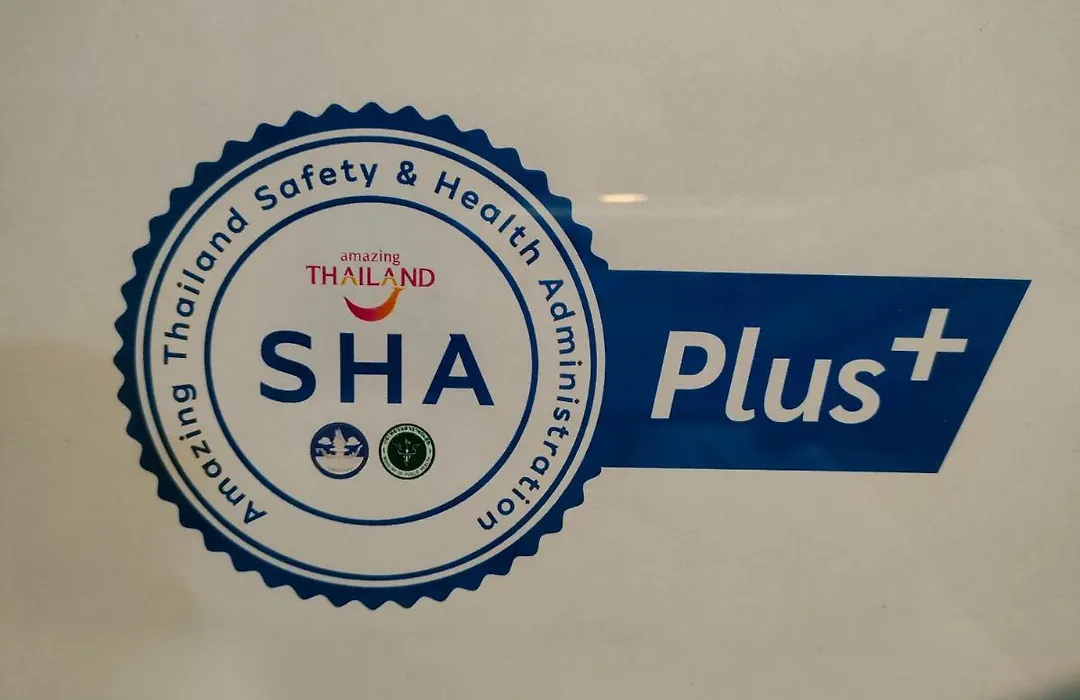 Amazing Thailand Safety & Health Administration
amazing
THAILAND
SHA
Plus+